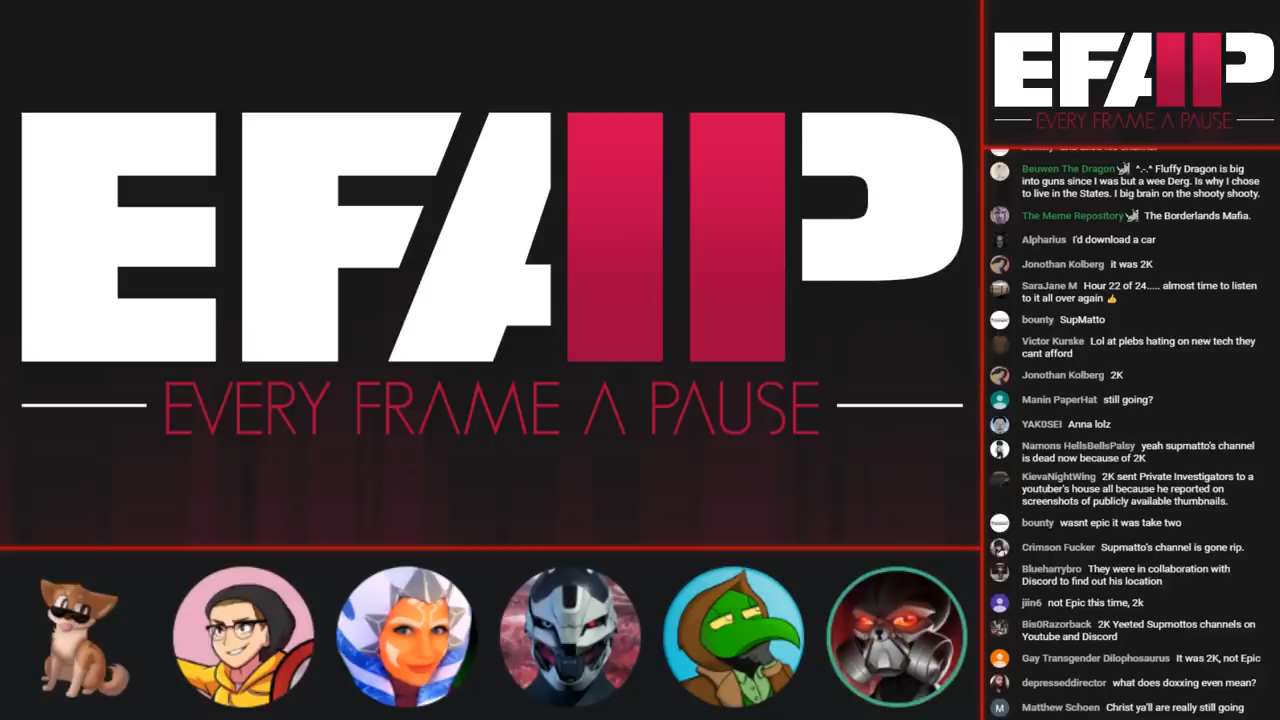 EFAP
EVERY FRAME A PAUSE
EFAP
EVERY FRAME A PAUSE
Beuwen The Dragon ^.-.^ Fluffy Dragon is big
into guns since I was but a wee Derg. Is why I chose
to live in the States. I big brain on the shooty shooty.
The Meme Repository The Borderlands Mafia.
Alpharius I'd download a car
Jonothan Kolberg it was 2K
SaraJane M Hour 22 of 24..... almost time to listen
to it all over again 👍
bounty SupMatto
Victor Kurske Lol at plebs hating on new tech they
cant afford
Jonothan Kolberg 2K
Manin PaperHat still going?
YAK0SEI Anna lolz
Namons HellsBellsPalsy yeah supmatto's channel
is dead now because of 2K
KievaNightWing 2K sent Private Investigators to a
youtuber's house all because he reported on
screenshots of publicly available thumbnails.
bounty wasnt epic it was take two
Crimson Fucker Supmatto's channel is gone rip.
Blueharrybro They were in collaboration with
Discord to find out his location
jiin6 not Epic this time, 2k
Bis0Razorback 2K Yeeted Supmottos channels on
Youtube and Discord
Gay Transgender Dilophosaurus It was 2K, not Epic
depresseddirector what does doxxing even mean?
M Matthew Schoen Christ ya'll are really still going